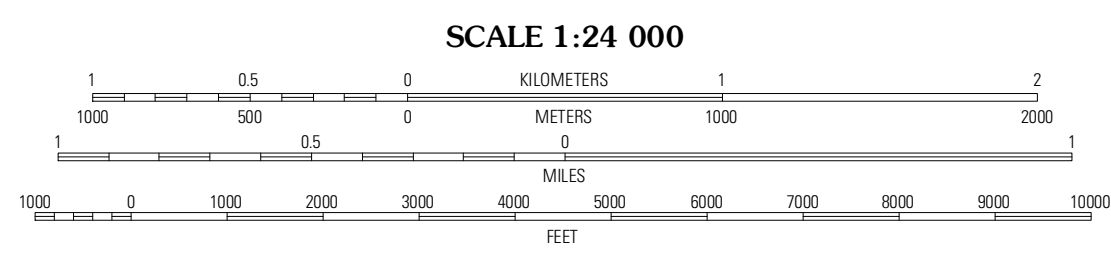 SCALE 1:24 000
1 0.5 0 KILOMETERS 1 2
1000 500 0 METERS 1000 2000
1 0.5 0 1
MILES
1000 0 1000 2000 3000 4000 5000 6000 7000 8000 9000 10000
FEET